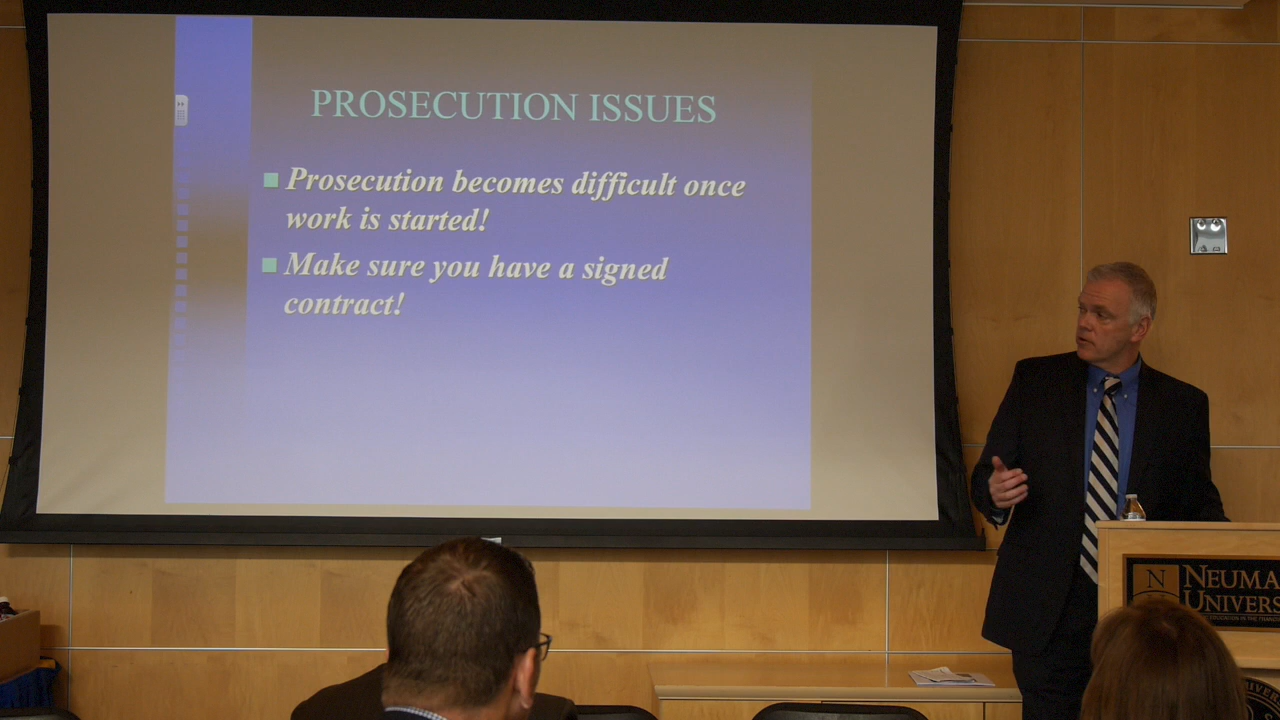 PROSECUTION ISSUES
Prosecution becomes difficult once
work is started!
Make sure you have a signed
contract!
N
NEUMA
UNIVERS